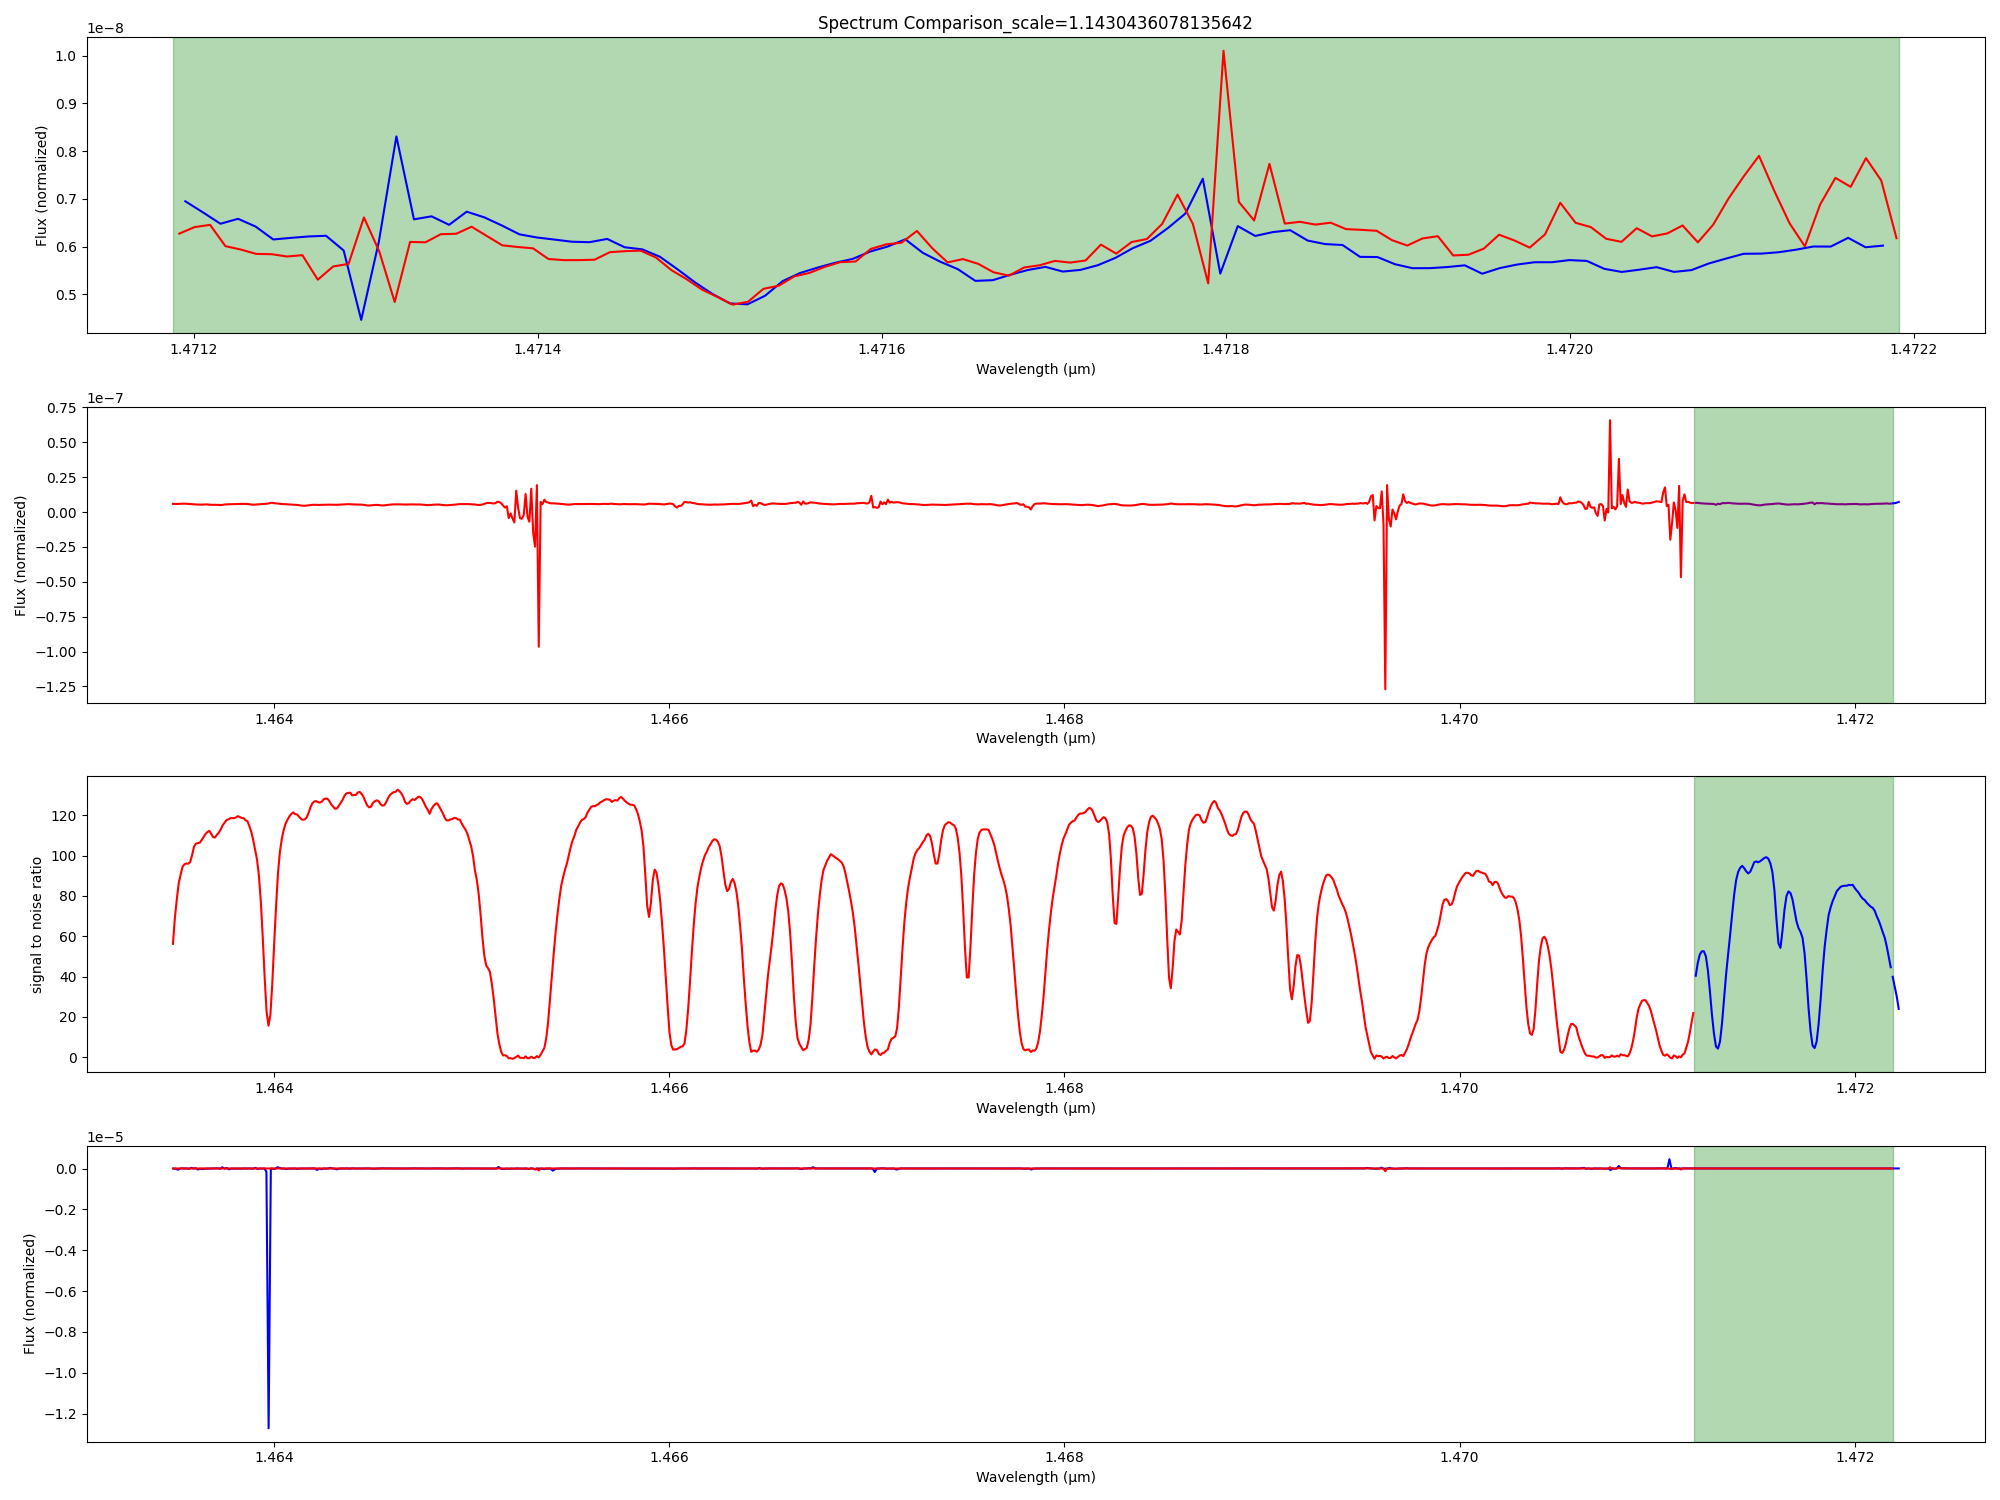 Spectrum Comparison_scale=1.1430436078135642
1e−8
1.0
0.9
0.8
0.7
0.6
0.5
Flux (normalized)
1.4712 1.4714 1.4716 1.4718 1.4720 1.4722
Wavelength (μm)
1e−7
0.75
0.50
0.25
0.00
−0.25
−0.50
−0.75
−1.00
−1.25
Flux (normalized)
1.464 1.466 1.468 1.470 1.472
Wavelength (μm)
120
100
80
60
40
20
0
signal to noise ratio
1.464 1.466 1.468 1.470 1.472
Wavelength (μm)
1e−5
0.0
−0.2
−0.4
−0.6
−0.8
−1.0
−1.2
Flux (normalized)
1.464 1.466 1.468 1.470 1.472
Wavelength (μm)